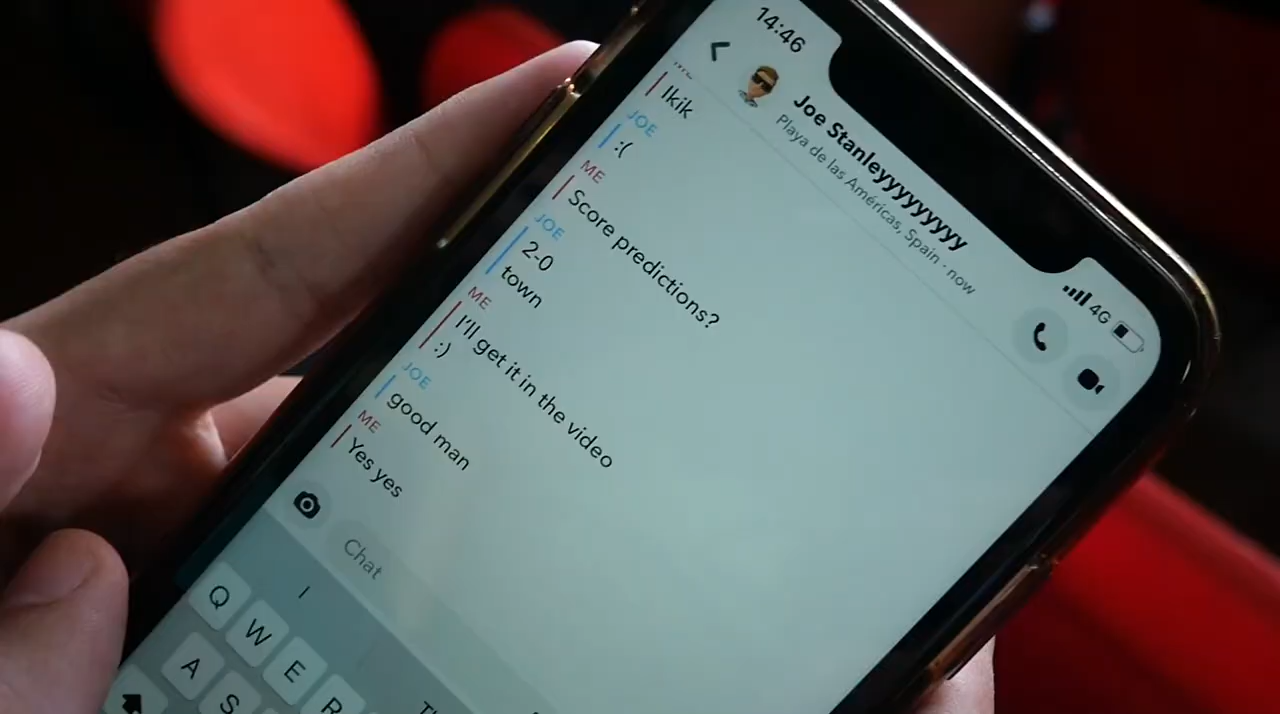 14:46
Joe Stanleyyyyyyyyyy
Playa de las Américas, Spain · now
4G
Ikik
JOE
:(
ME
Score predictions?
JOE
2-0
town
ME
I'll get it in the video
:)
JOE
good man
ME
Yes yes
Chat
I
Q W E R
A S